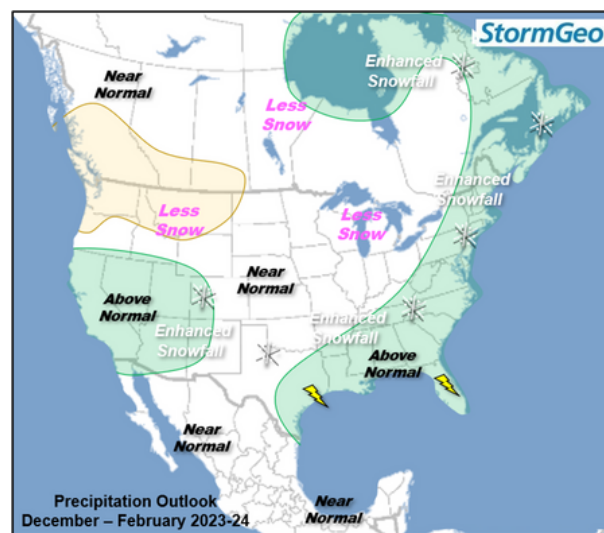 StormGeo
Enhanced
Snowfall
Near
Normal
Less
Snow
Enhanced
Snowfall
Less
Snow
Less
Snow
Near
Normal
Above
Normal
Enhanced
Snowfall
Enhanced
Snowfall
Above
Normal
Near
Normal
Precipitation Outlook
December – February 2023-24
Near
Normal